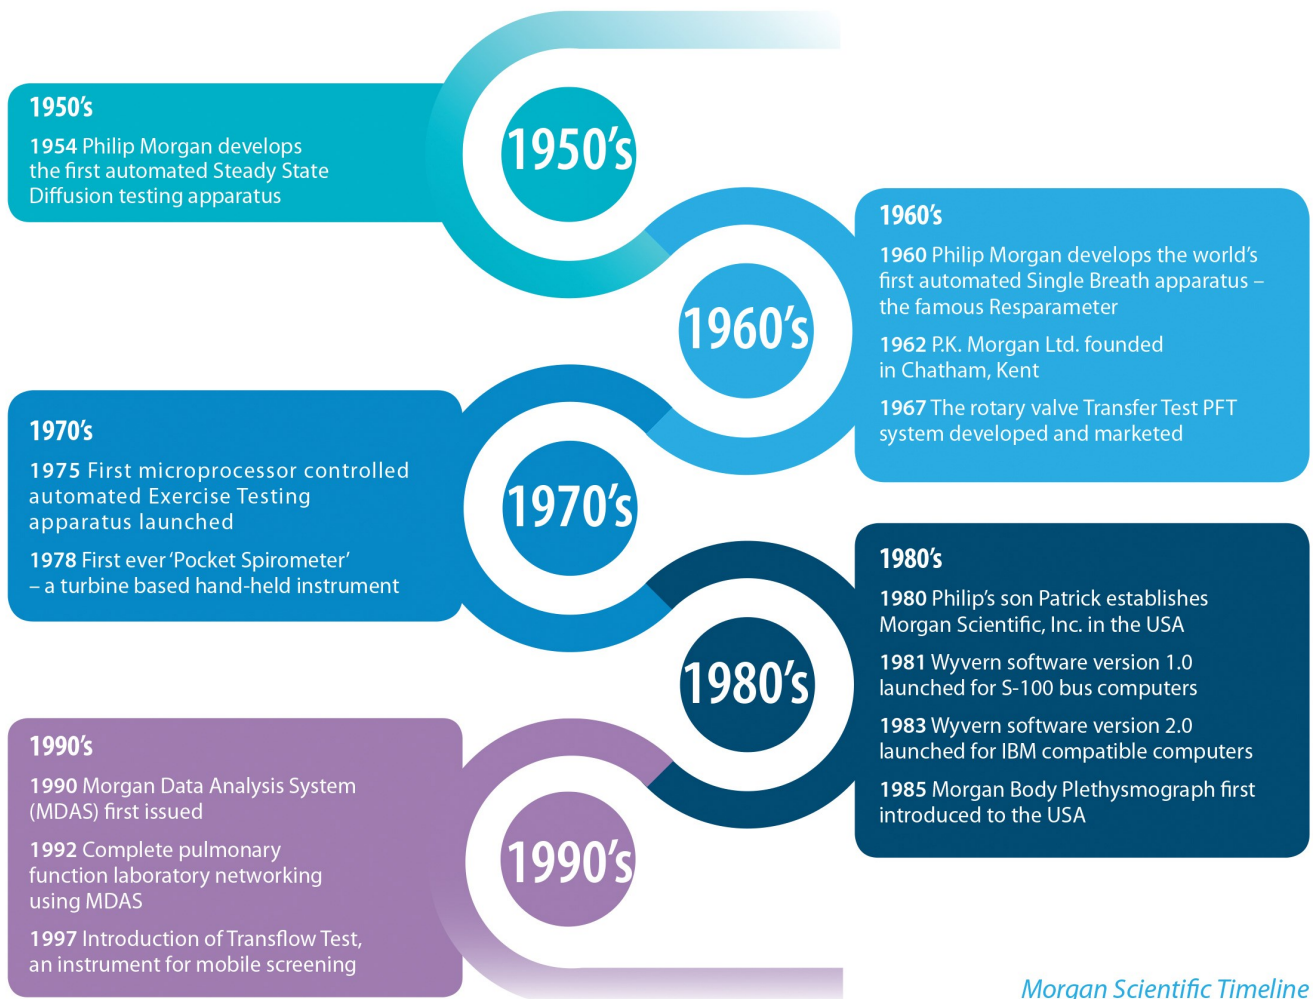 1950's
1954 Philip Morgan develops
the first automated Steady State
Diffusion testing apparatus
1950's
1960's
1960 Philip Morgan develops the world's
first automated Single Breath apparatus –
the famous Resparameter
1962 P.K. Morgan Ltd. founded
in Chatham, Kent
1967 The rotary valve Transfer Test PFT
system developed and marketed
1960's
1970's
1975 First microprocessor controlled
automated Exercise Testing
apparatus launched
1978 First ever ‘Pocket Spirometer’
– a turbine based hand-held instrument
1970's
1980's
1980 Philip's son Patrick establishes
Morgan Scientific, Inc. in the USA
1981 Wyvern software version 1.0
launched for S-100 bus computers
1983 Wyvern software version 2.0
launched for IBM compatible computers
1985 Morgan Body Plethysmograph first
introduced to the USA
1980's
1990's
1990 Morgan Data Analysis System
(MDAS) first issued
1992 Complete pulmonary
function laboratory networking
using MDAS
1997 Introduction of Transflow Test,
an instrument for mobile screening
1990's
Morgan Scientific Timeline